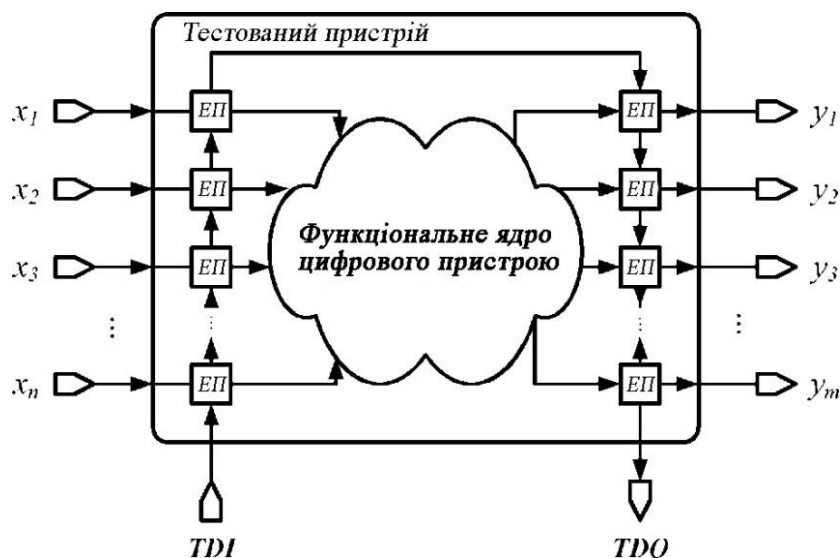 Тестований пристрій
x1 ЕП ЕП y1
x2 ЕП ЕП y2
x3 ЕП ЕП y3
Функціональне ядро
цифрового пристрою
⋮ ⋮ ⋮ ⋮
xn ЕП ЕП ym
TDI TDO